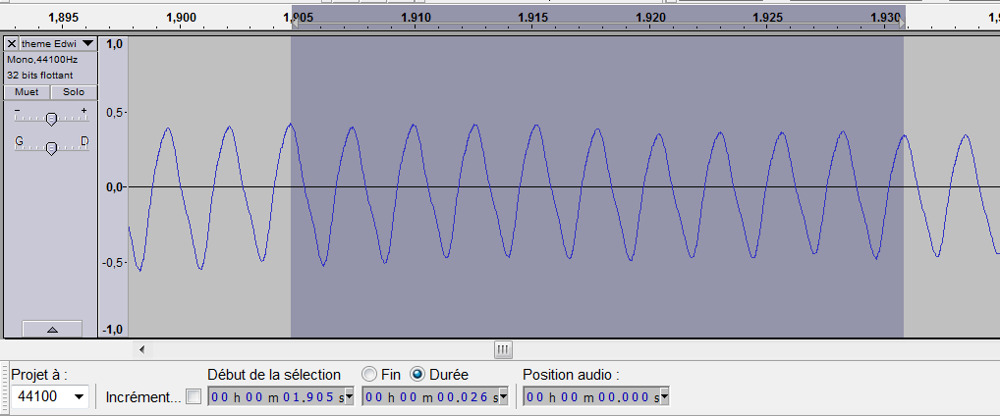 1,895 1,900 1,905 1,910 1,915 1,920 1,925 1,930
theme Edwi
Mono,44100Hz
32 bits flottant
Muet Solo
- +
G D
1,0
0,5-
0,0-
-0,5-
-1,0
Projet à : Début de la sélection Fin Durée Position audio :
44100 Incrément... 00 h 00 m 01.905 s 00 h 00 m 00.026 s 00 h 00 m 00.000 s